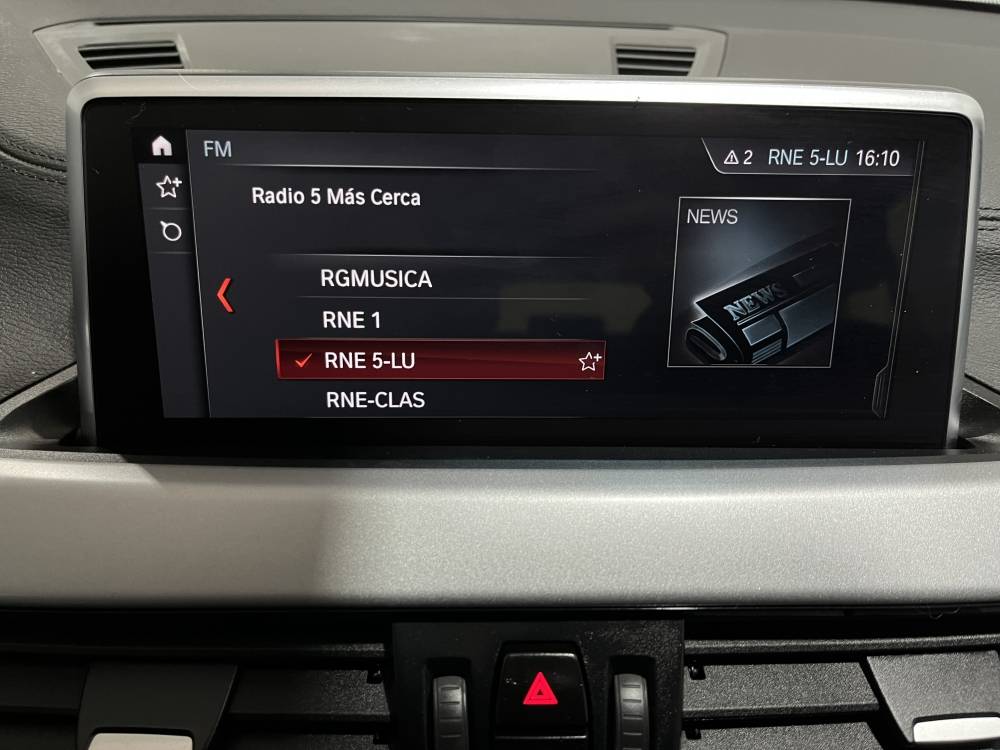 FM
2 RNE 5-LU 16:10
Radio 5 Más Cerca
NEWS
NEWS
RGMUSICA
RNE 1
RNE 5-LU
RNE-CLAS